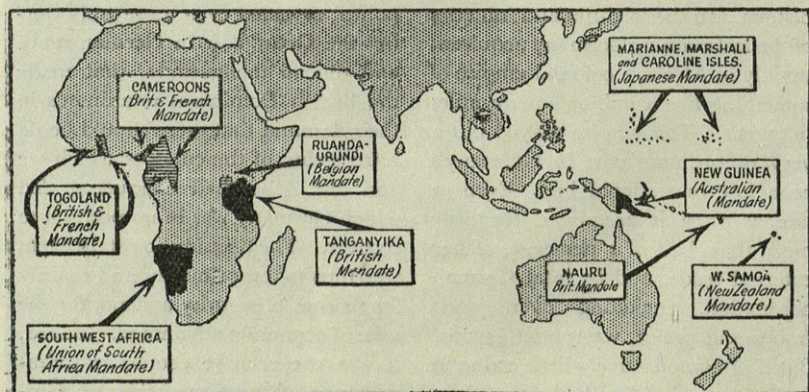 CAMEROONS
(Brit. & French
Mandate)
TOGOLAND
(British &
French
Mandate)
RUANDA-
URUNDI
(Belgian
Mandate)
TANGANYIKA
(British
Mendate)
SOUTH WEST AFRICA
(Union of South
Africa Mandate)
MARIANNE, MARSHALL
and CAROLINE ISLES.
(Japanese Mandate)
NEW GUINEA
(Australian
(Mandate)
NAURU
Brit. Mandate
W. SAMOA
(New Zealand
Mandate)